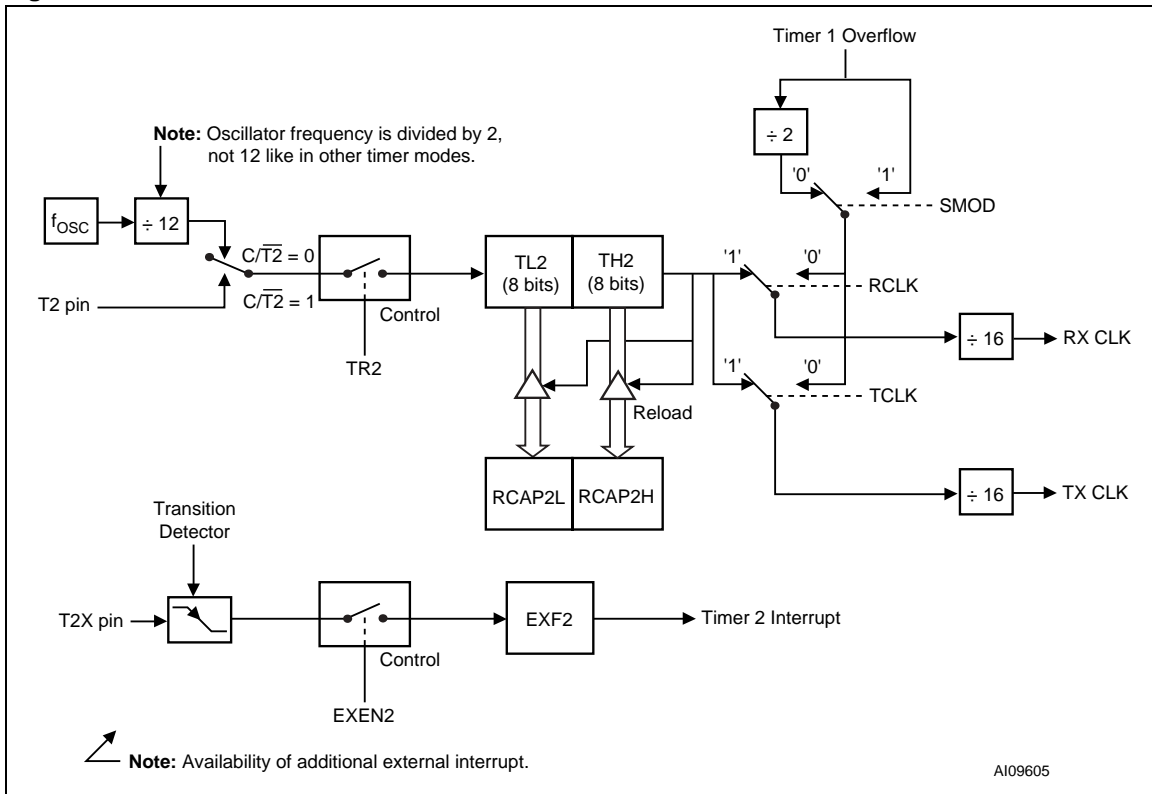 Timer 1 Overflow
÷ 2
'0'
'1'
SMOD
Note: Oscillator frequency is divided by 2,
not 12 like in other timer modes.
fOSC
÷ 12
C/T2 = 0
C/T2 = 1
T2 pin
Control
TR2
TL2
(8 bits)
TH2
(8 bits)
'1'
'0'
RCLK
÷ 16
RX CLK
'1'
'0'
TCLK
Reload
RCAP2L
RCAP2H
÷ 16
TX CLK
Transition
Detector
T2X pin
Control
EXEN2
EXF2
Timer 2 Interrupt
Note: Availability of additional external interrupt.
AI09605